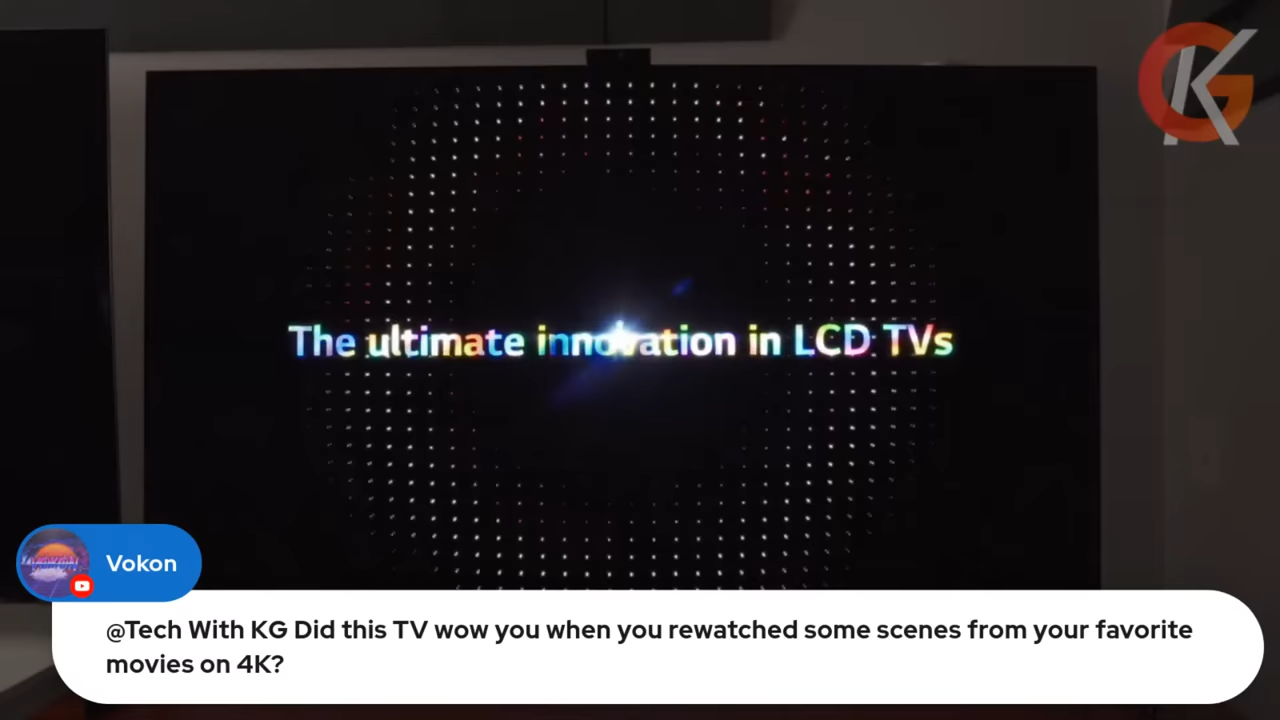 GK
The ultimate innovation in LCD TVs
Vokon
@Tech With KG Did this TV wow you when you rewatched some scenes from your favorite
movies on 4K?